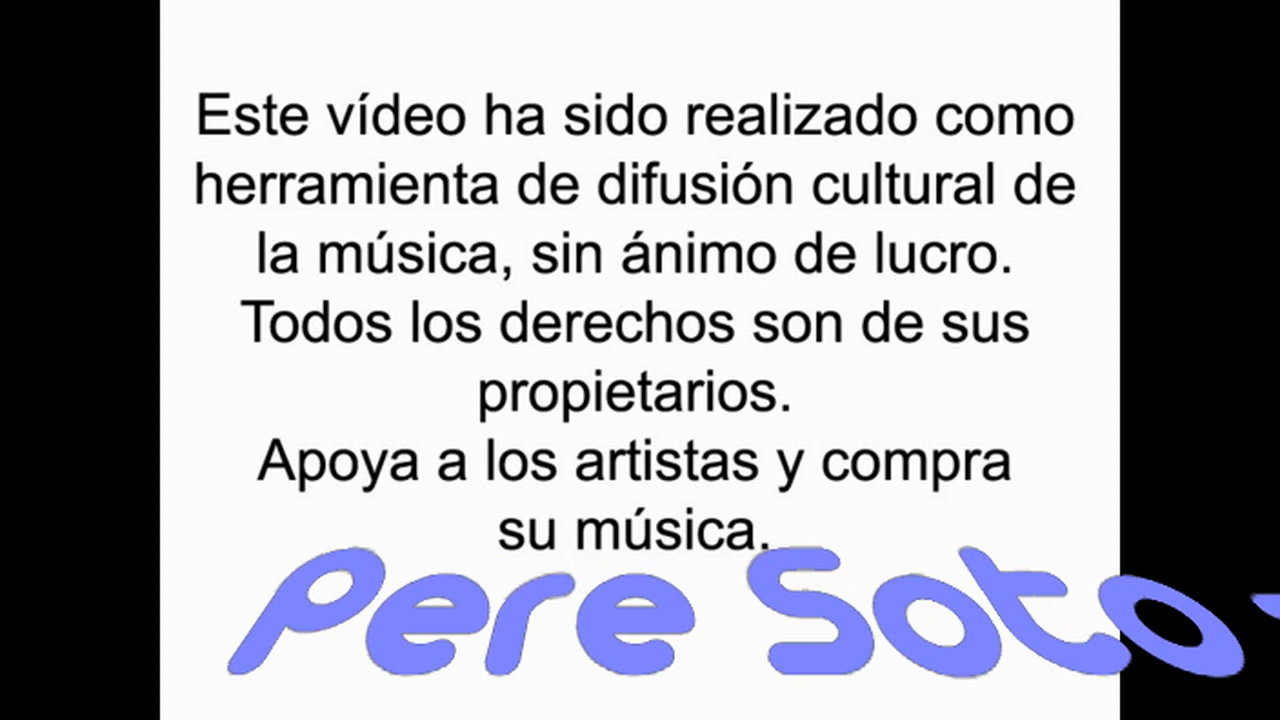 Este vídeo ha sido realizado como
herramienta de difusión cultural de
la música, sin ánimo de lucro.
Todos los derechos son de sus
propietarios.
Apoya a los artistas y compra
su música.
Pere Soto